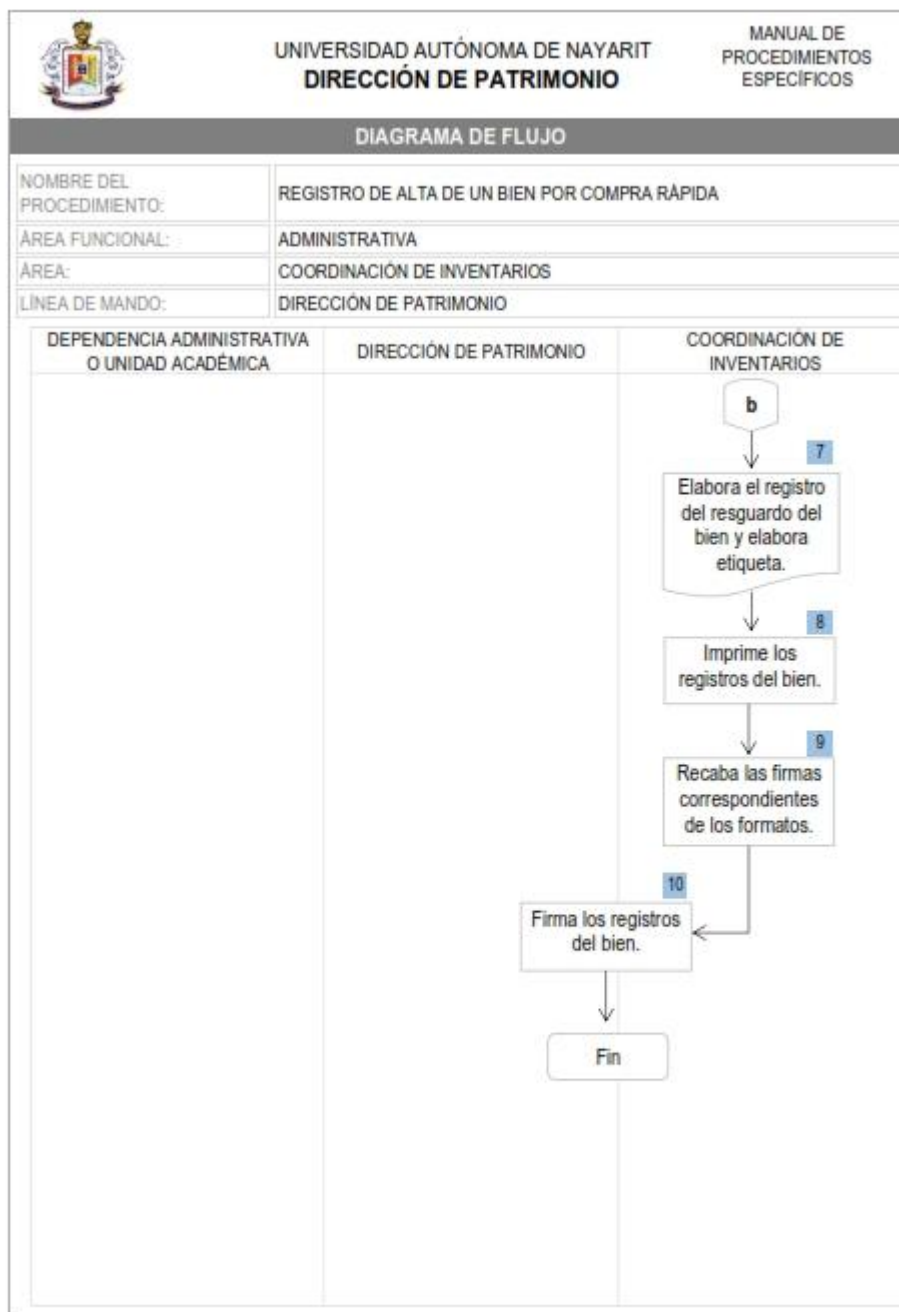 UNIVERSIDAD AUTÓNOMA DE NAYARIT
DIRECCIÓN DE PATRIMONIO
MANUAL DE
PROCEDIMIENTOS
ESPECÍFICOS
DIAGRAMA DE FLUJO
NOMBRE DEL
PROCEDIMIENTO:
REGISTRO DE ALTA DE UN BIEN POR COMPRA RÁPIDA
ÁREA FUNCIONAL:
ADMINISTRATIVA
ÁREA:
COORDINACIÓN DE INVENTARIOS
LÍNEA DE MANDO:
DIRECCIÓN DE PATRIMONIO
DEPENDENCIA ADMINISTRATIVA
O UNIDAD ACADÉMICA
DIRECCIÓN DE PATRIMONIO
COORDINACIÓN DE
INVENTARIOS
b
7
Elabora el registro
del resguardo del
bien y elabora
etiqueta.
8
Imprime los
registros del bien.
9
Recaba las firmas
correspondientes
de los formatos.
10
Firma los registros
del bien.
Fin